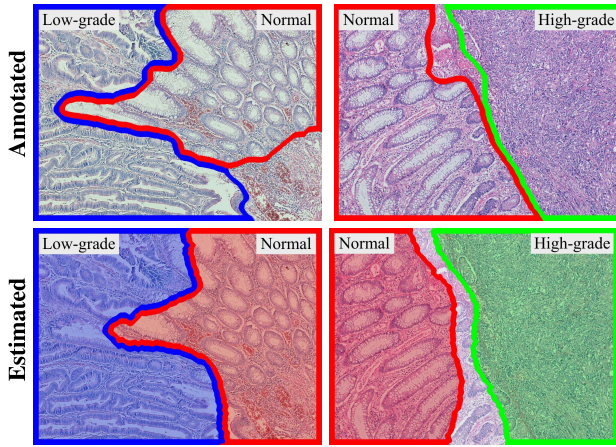 Annotated
Low-grade
Normal
Normal
High-grade
Estimated
Low-grade
Normal
Normal
High-grade